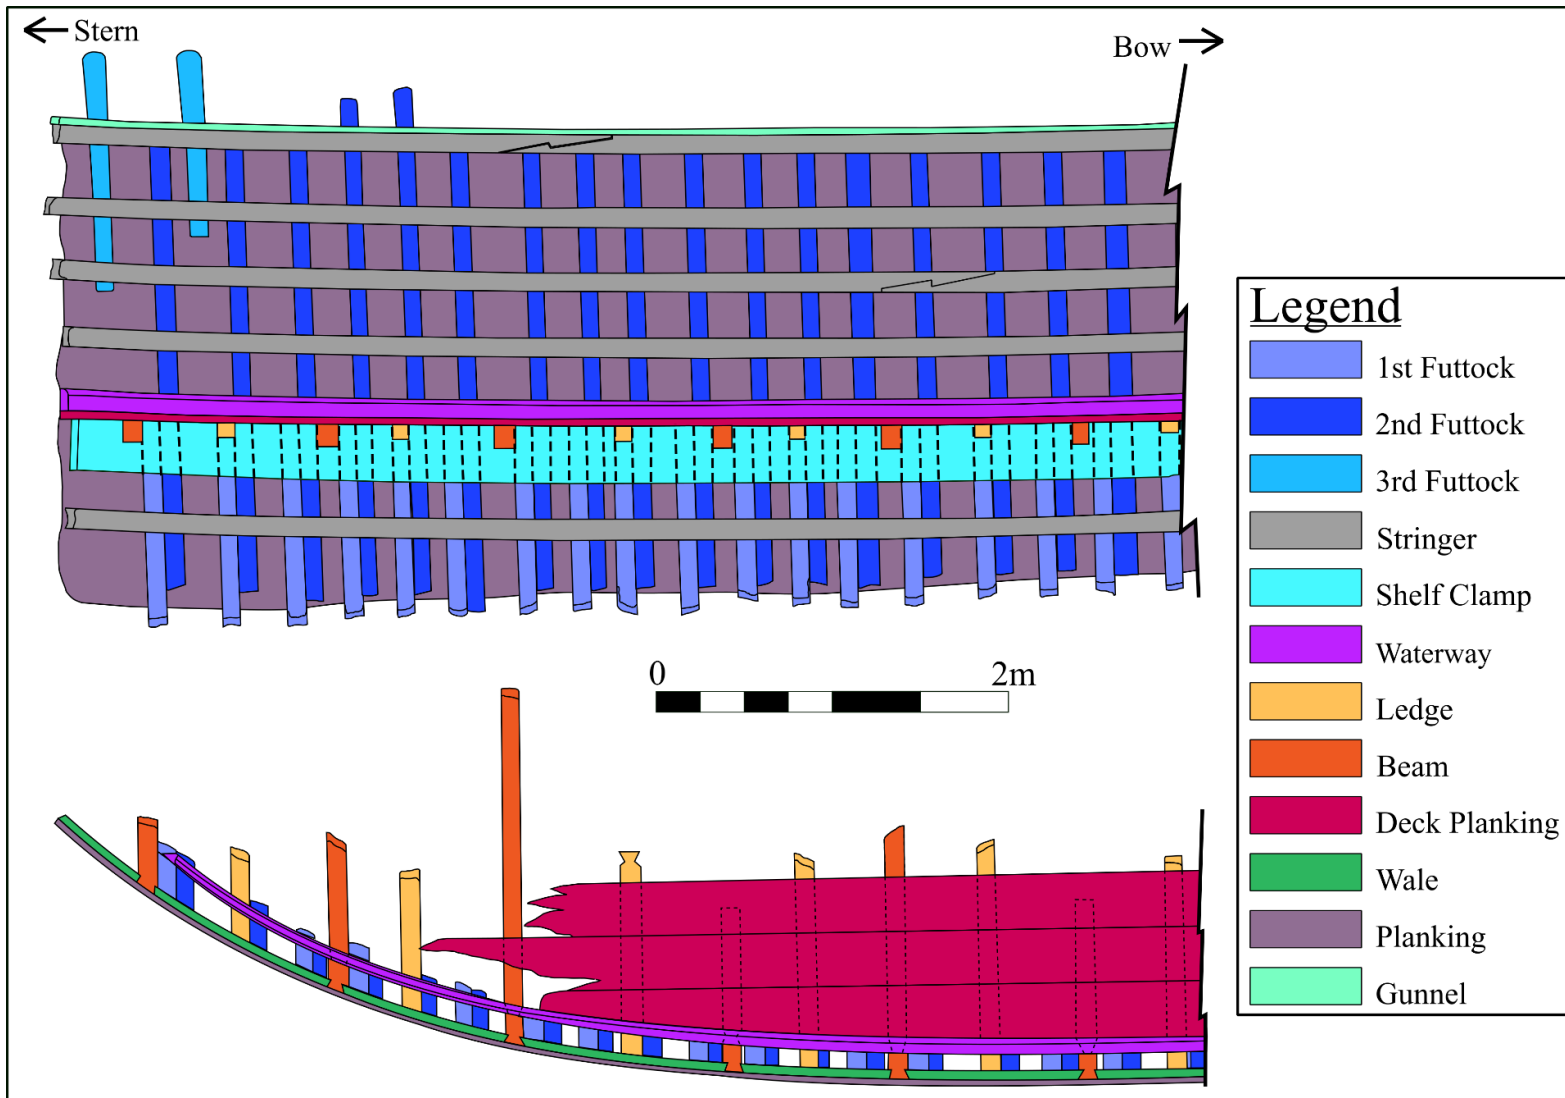 Stern
Bow
0 2m
Legend
1st Futtock
2nd Futtock
3rd Futtock
Stringer
Shelf Clamp
Waterway
Ledge
Beam
Deck Planking
Wale
Planking
Gunnel